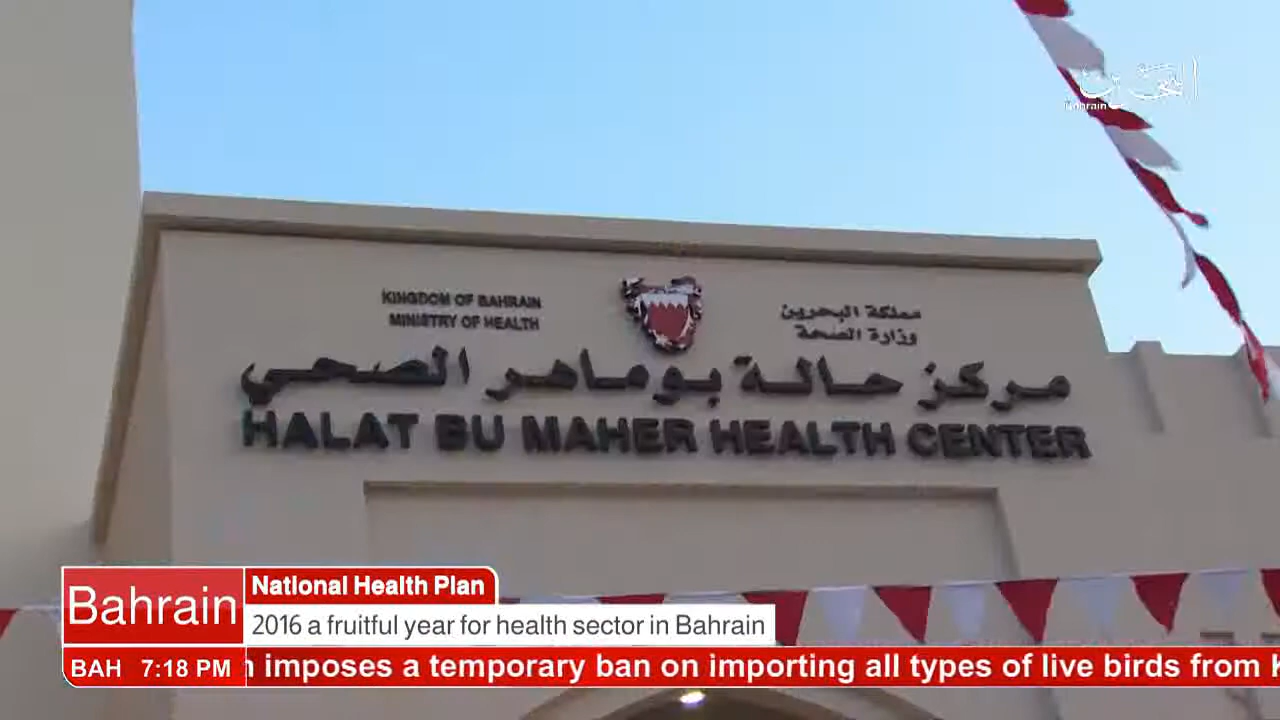 البحرين
Bahrain
KINGDOM OF BAHRAIN
MINISTRY OF HEALTH
مملكة البحرين
وزارة الصحة
مركز حالة بوماهر الصحي
HALAT BU MAHER HEALTH CENTER
Bahrain
National Health Plan
2016 a fruitful year for health sector in Bahrain
BAH 7:18 PM
imposes a temporary ban on importing all types of live birds from